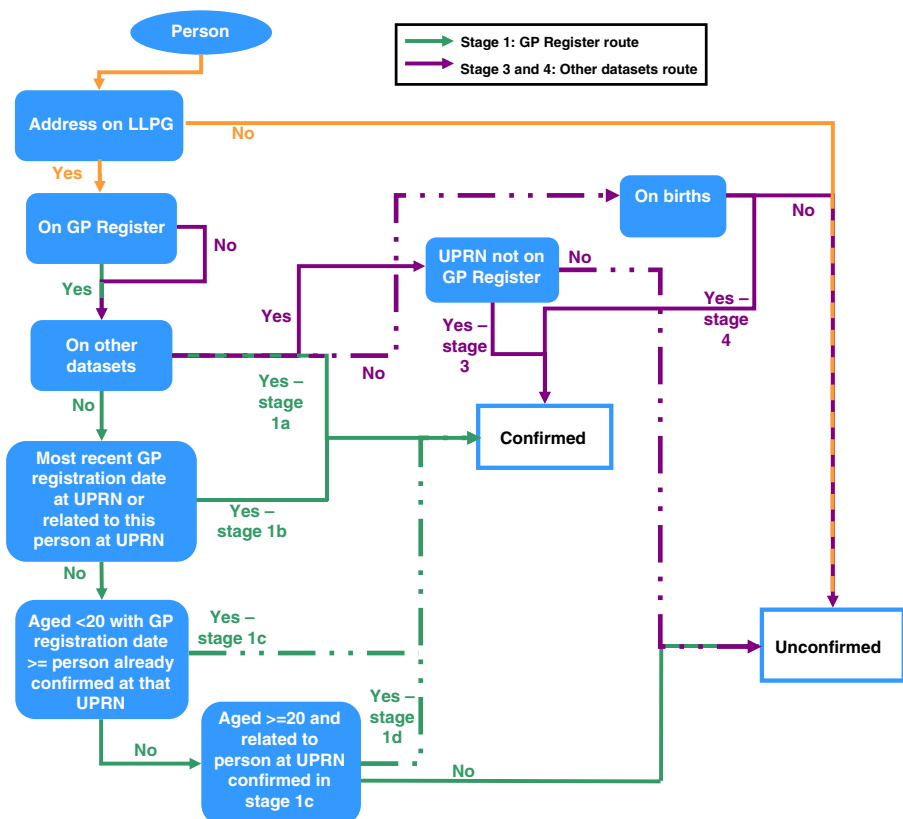 Person
Stage 1: GP Register route
Stage 3 and 4: Other datasets route
Address on LLPG
No
Yes
On GP Register
No
Yes
On births
No
UPRN not on
GP Register
No
Yes
Yes –
stage
3
Yes –
stage
4
On other
datasets
No
Yes –
stage
1a
No
Confirmed
Most recent GP
registration date
at UPRN or
related to this
person at UPRN
Yes –
stage 1b
No
Aged <20 with GP
registration date
>= person already
confirmed at that
UPRN
Yes –
stage 1c
Unconfirmed
No
Aged >=20 and
related to
person at UPRN
confirmed in
stage 1c
Yes –
stage
1d
No